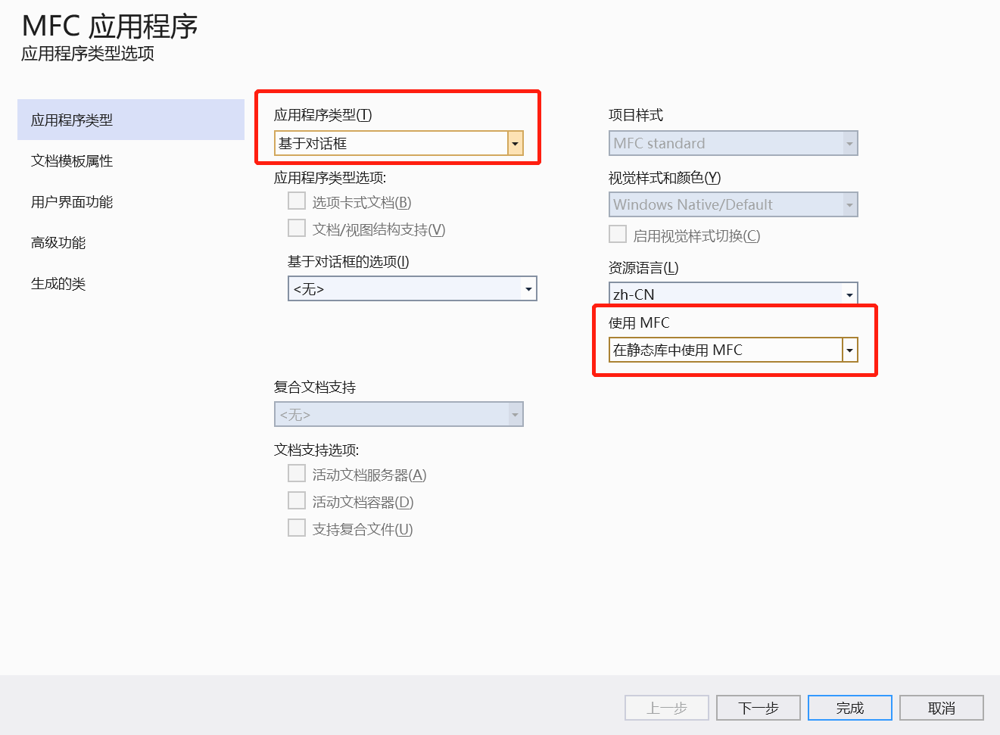 MFC 应用程序
应用程序类型选项
应用程序类型
文档模板属性
用户界面功能
高级功能
生成的类
应用程序类型(T)
基于对话框
应用程序类型选项:
选项卡式文档(B)
文档/视图结构支持(V)
基于对话框的选项(I)
<无>
复合文档支持
<无>
文档支持选项:
活动文档服务器(A)
活动文档容器(D)
支持复合文件(U)
项目样式
MFC standard
视觉样式和颜色(Y)
Windows Native/Default
启用视觉样式切换(C)
资源语言(L)
zh-CN
使用 MFC
在静态库中使用 MFC
上一步
下一步
完成
取消